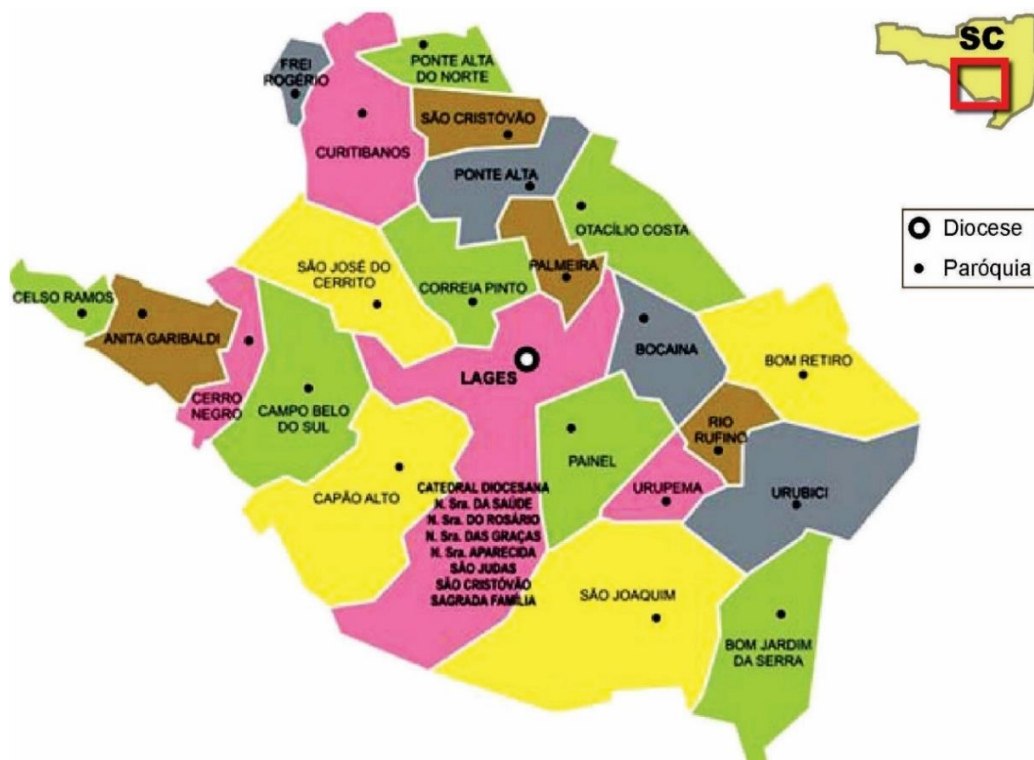 SC
FREI
ROGÉRIO
PONTE ALTA
DO NORTE
SÃO CRISTÓVÃO
CURITIBANOS
PONTE ALTA
OTACÍLIO COSTA
Diocese
Paróquia
SÃO JOSÉ DO
CERRITO
PALMEIRA
CORREIA PINTO
CELSO RAMOS
ANITA GARIBALDI
BOCAINA
BOM RETIRO
LAGES
CERRO
NEGRO
CAMPO BELO
DO SUL
RIO
RUFINO
PAINEL
CAPÃO ALTO
URUPEMA
URUBICI
CATEDRAL DIOCESANA
N. Sra. DA SAÚDE
N. Sra. DO ROSÁRIO
N. Sra. DAS GRAÇAS
N. Sra. APARECIDA
SÃO JUDAS
SÃO CRISTÓVÃO
SAGRADA FAMÍLIA
SÃO JOAQUIM
BOM JARDIM
DA SERRA